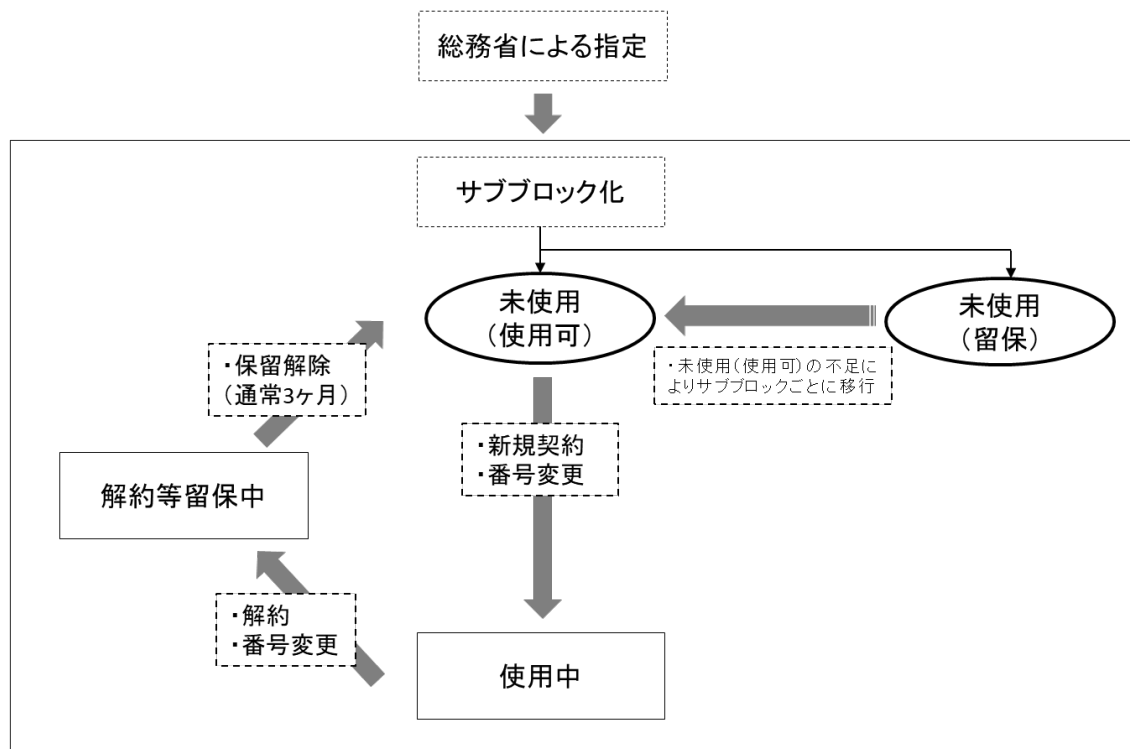 総務省による指定
サブブロック化
未使用
（使用可）
未使用
（留保）
・未使用（使用可）の不足に
よりサブブロックごとに移行
・保留解除
（通常3ヶ月）
・新規契約
・番号変更
解約等留保中
・解約
・番号変更
使用中